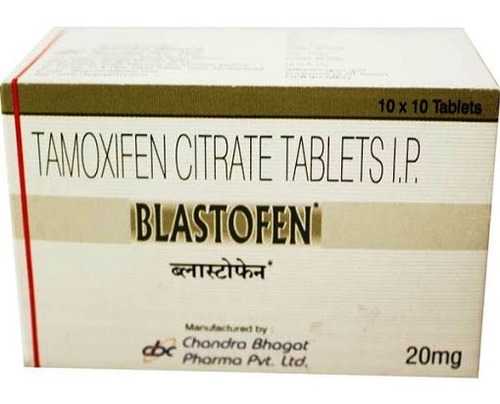 10 x 10 Tablets
TAMOXIFEN CITRATE TABLETS I.P.
BLASTOFEN*
ब्लास्टोफेन*
Manufactured by :
cbc Chandra Bhagat
Pharma Pvt. Ltd.
20mg